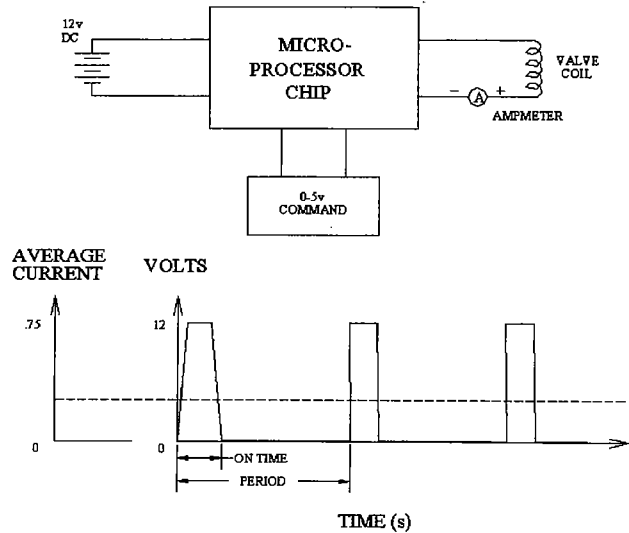 12v
DC
MICRO-
PROCESSOR
CHIP
VALVE
COIL
− A +
AMPMETER
0-5v
COMMAND
AVERAGE
CURRENT
VOLTS
.75
12
0
0
ON TIME
PERIOD
TIME (s)